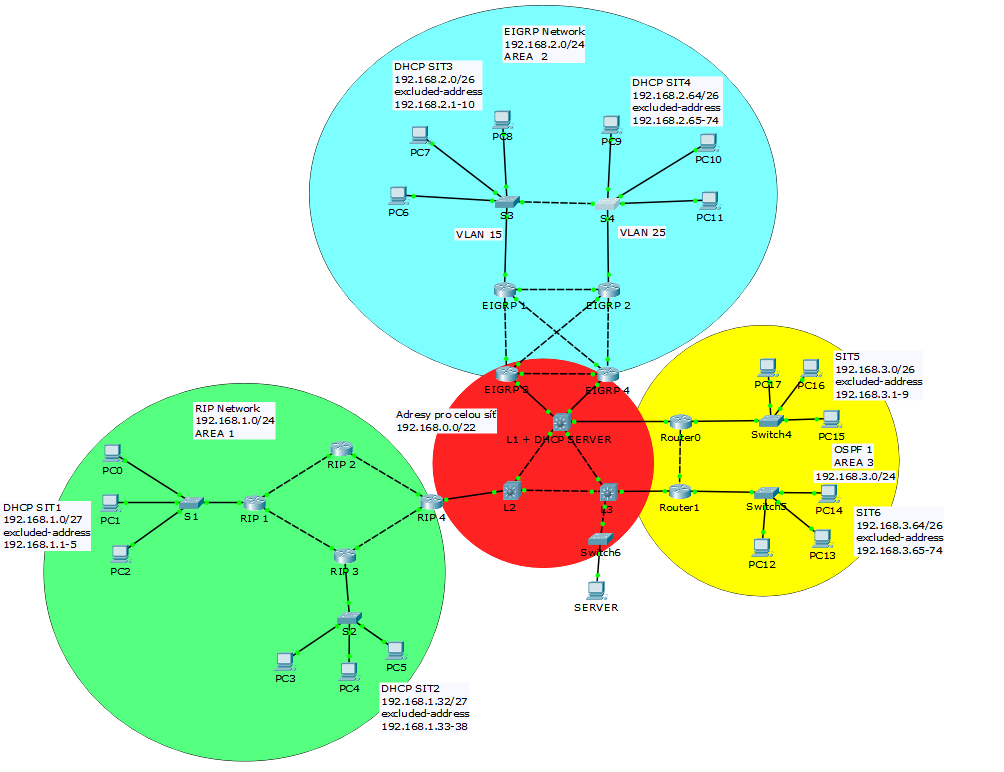 EIGRP Network
192.168.2.0/24
AREA  2
DHCP SIT3
192.168.2.0/26
excluded-address
192.168.2.1-10
DHCP SIT4
192.168.2.64/26
excluded-address
192.168.2.65-74
PC8
PC7
PC9
PC10
PC6
S3
S4
PC11
VLAN 15
VLAN 25
EIGRP 1
EIGRP 2
EIGRP 3
EIGRP 4
Adresy pro celou síť
192.168.0.0/22
L1 + DHCP SERVER
L2
L3
Switch6
SERVER
RIP Network
192.168.1.0/24
AREA 1
PC0
PC1
PC2
S1
RIP 1
RIP 2
RIP 3
RIP 4
DHCP SIT1
192.168.1.0/27
excluded-address
192.168.1.1-5
S2
PC3
PC4
PC5
DHCP SIT2
192.168.1.32/27
excluded-address
192.168.1.33-38
SIT5
192.168.3.0/26
excluded-address
192.168.3.1-9
PC17
PC16
PC15
Router0
Switch4
OSPF 1
AREA 3
192.168.3.0/24
Router1
Switch5
PC14
PC13
PC12
SIT6
192.168.3.64/26
excluded-address
192.168.3.65-74